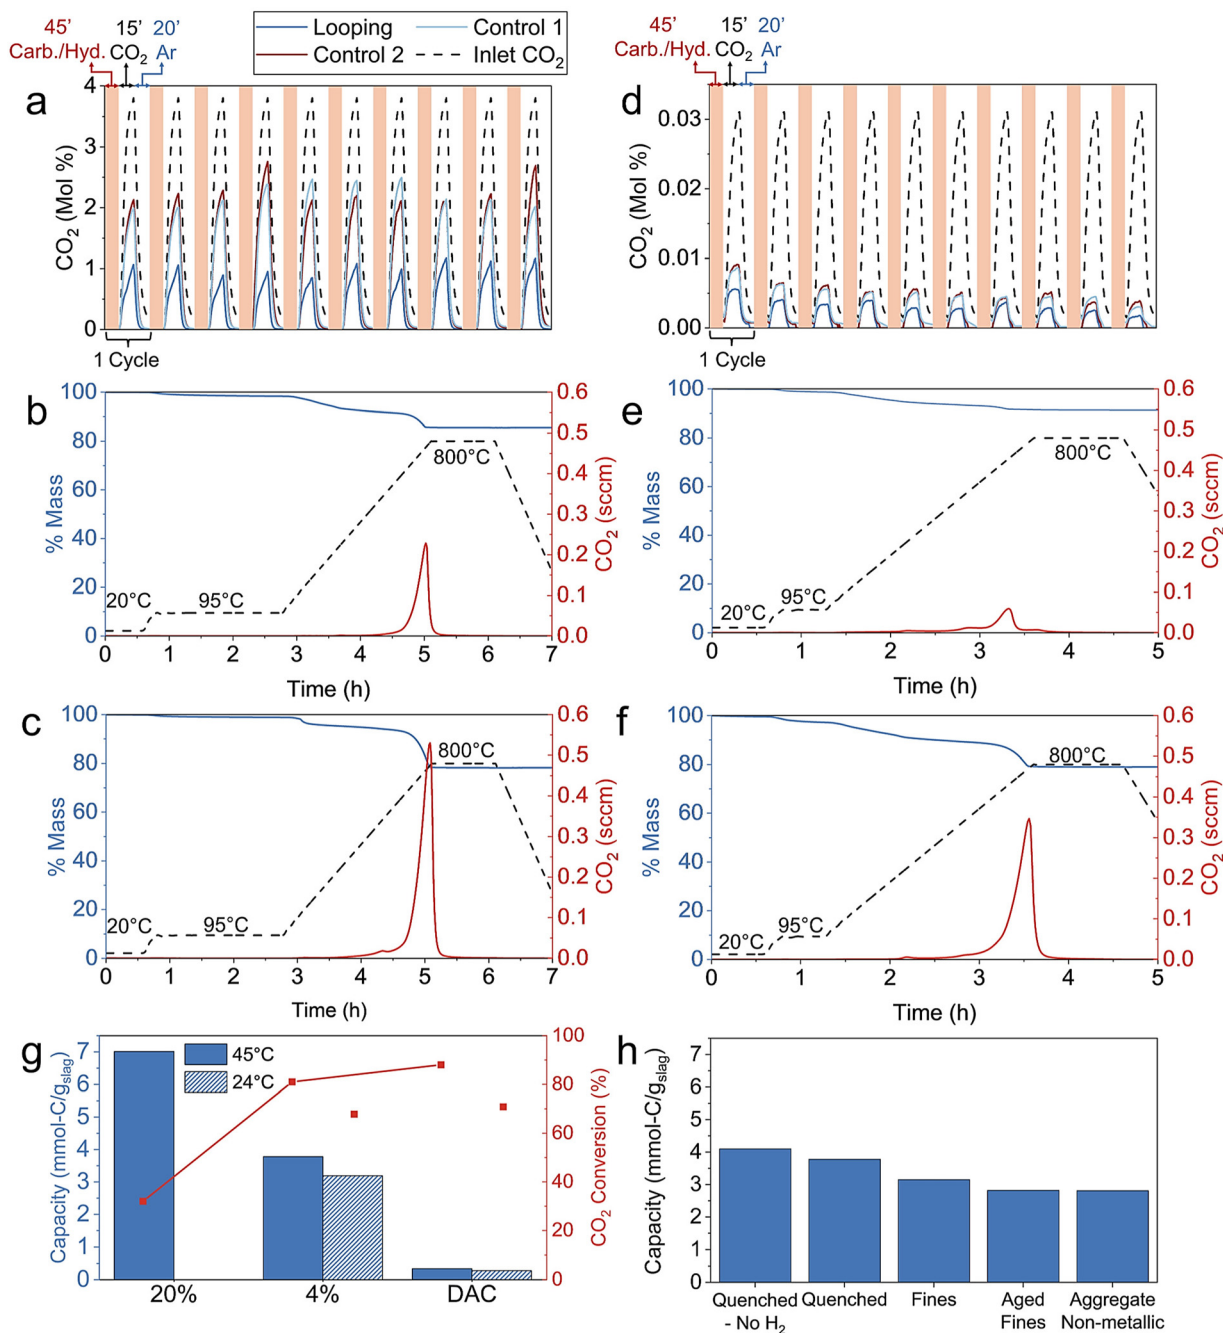 45’ 15’ 20’
Carb./Hyd. CO2 Ar
Looping Control 1
Control 2 Inlet CO2
45’ 15’ 20’
Carb./Hyd. CO2 Ar
a
4
3
2
1
0
CO2 (Mol %)
1 Cycle
d
0.03
0.02
0.01
0.00
CO2 (Mol %)
1 Cycle
b
100
80
60
40
20
0
% Mass
20°C 95°C 800°C
0.6
0.5
0.4
0.3
0.2
0.1
0.0
CO2 (sccm)
0 1 2 3 4 5 6 7
Time (h)
e
100
80
60
40
20
0
% Mass
20°C 95°C 800°C
0.6
0.5
0.4
0.3
0.2
0.1
0.0
CO2 (sccm)
0 1 2 3 4 5
Time (h)
c
100
80
60
40
20
0
% Mass
20°C 95°C 800°C
0.6
0.5
0.4
0.3
0.2
0.1
0.0
CO2 (sccm)
0 1 2 3 4 5 6 7
Time (h)
f
100
80
60
40
20
0
% Mass
20°C 95°C 800°C
0.6
0.5
0.4
0.3
0.2
0.1
0.0
CO2 (sccm)
0 1 2 3 4 5
Time (h)
g
7
6
5
4
3
2
1
0
Capacity (mmol-C/gslag)
45°C
24°C
100
80
60
40
20
0
CO2 Conversion (%)
20% 4% DAC
h
7
6
5
4
3
2
1
0
Capacity (mmol-C/gslag)
Quenched Quenched Fines Aged Aggregate
- No H2 Fines Non-metallic